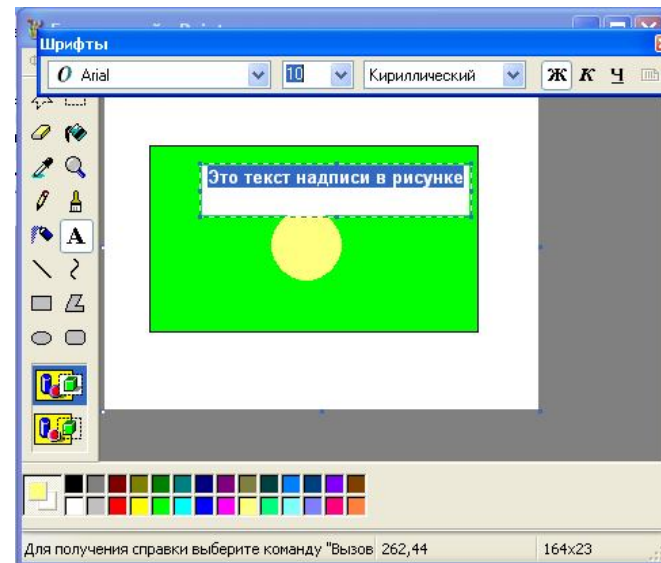 Шрифты
Arial
10
Кириллический
Ж К Ч
Это текст надписи в рисунке
A
Для получения справки выберите команду "Вызов
262,44
164x23